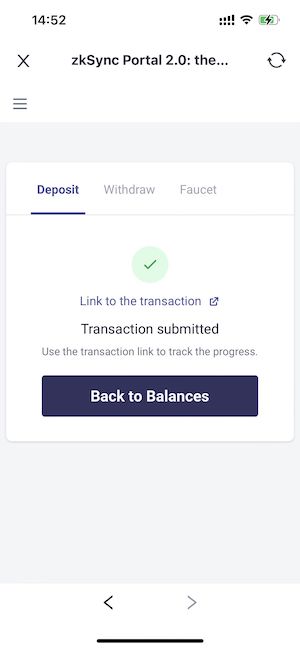 14:52
zkSync Portal 2.0: the...
Deposit Withdraw Faucet
Link to the transaction
Transaction submitted
Use the transaction link to track the progress.
Back to Balances